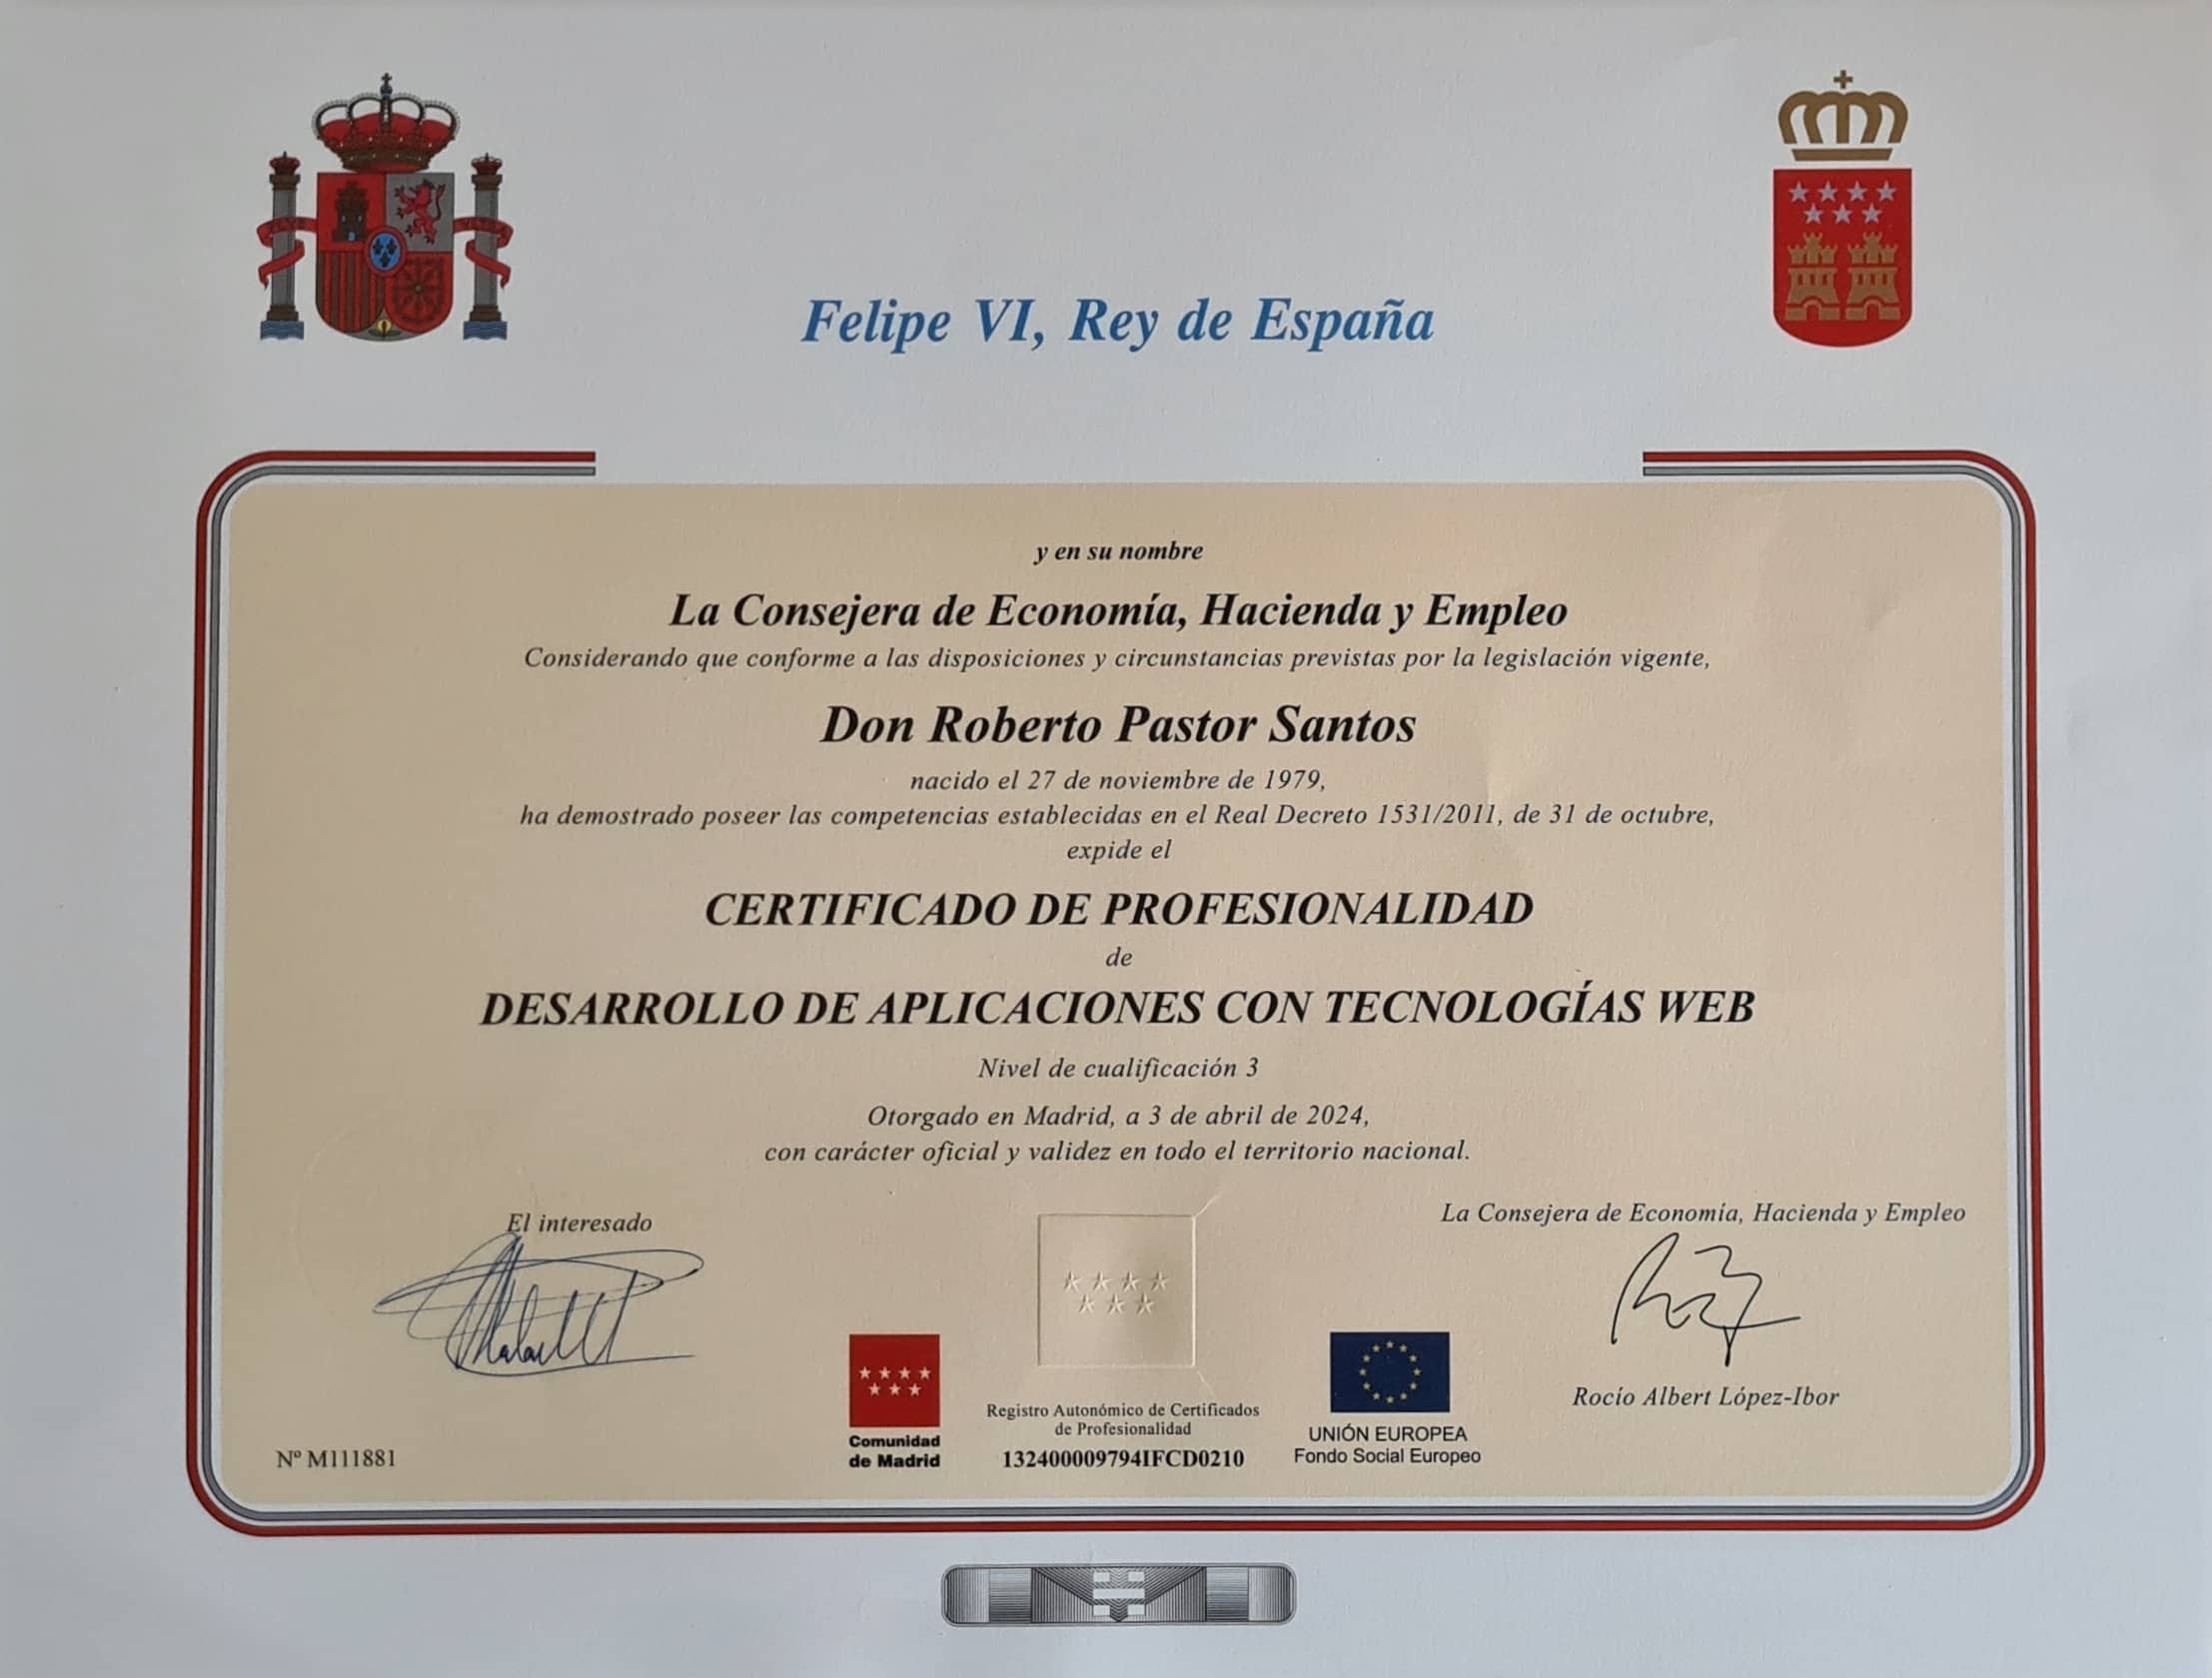 Felipe VI, Rey de España
y en su nombre
La Consejera de Economía, Hacienda y Empleo
Considerando que conforme a las disposiciones y circunstancias previstas por la legislación vigente,
Don Roberto Pastor Santos
nacido el 27 de noviembre de 1979,
ha demostrado poseer las competencias establecidas en el Real Decreto 1531/2011, de 31 de octubre,
expide el
CERTIFICADO DE PROFESIONALIDAD
de
DESARROLLO DE APLICACIONES CON TECNOLOGÍAS WEB
Nivel de cualificación 3
Otorgado en Madrid, a 3 de abril de 2024,
con carácter oficial y validez en todo el territorio nacional.
El interesado
La Consejera de Economía, Hacienda y Empleo
Rocío Albert López-Ibor
Nº M111881
Comunidad
de Madrid
Registro Autonómico de Certificados
de Profesionalidad
132400009794IFCD0210
UNIÓN EUROPEA
Fondo Social Europeo